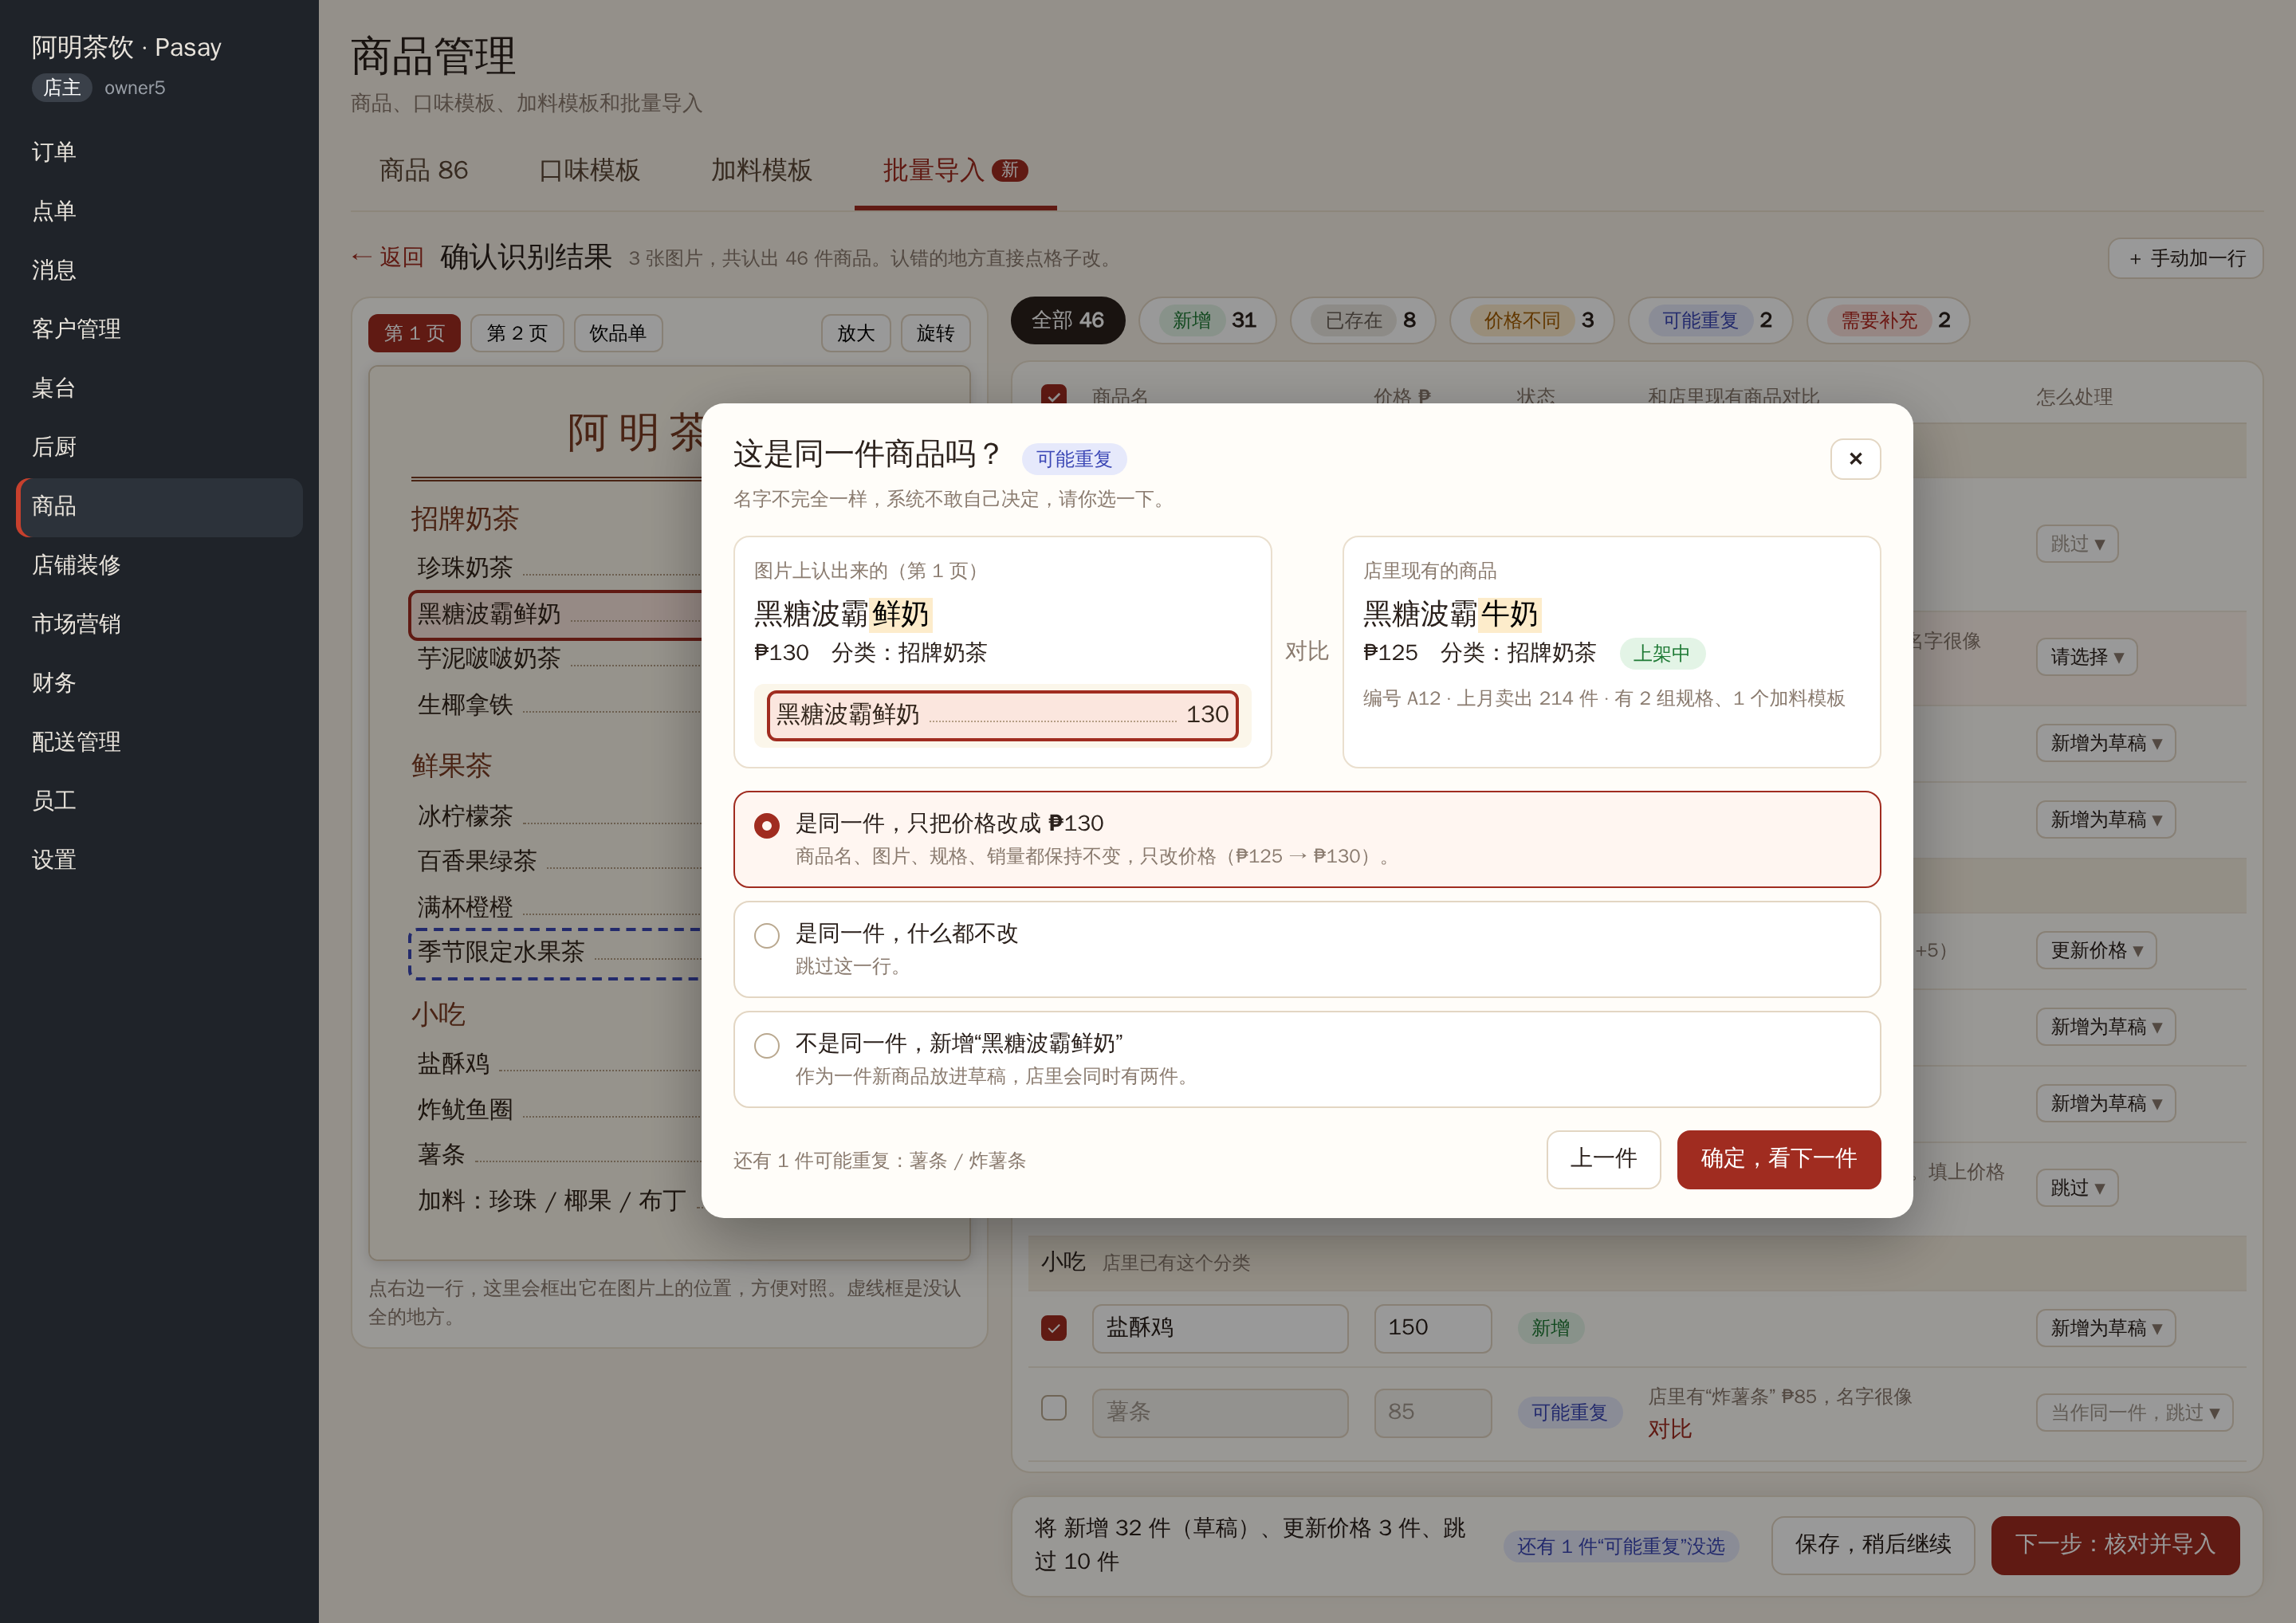 阿明茶饮 · Pasay
店主 owner5
订单
点单
消息
客户管理
桌台
后厨
商品
店铺装修
市场营销
财务
配送管理
员工
设置
商品管理
商品、口味模板、加料模板和批量导入
商品 86 口味模板 加料模板 批量导入 新
← 返回 确认识别结果 3 张图片，共认出 46 件商品。认错的地方直接点格子改。 + 手动加一行
第 1 页 第 2 页 饮品单 放大 旋转
阿明茶
招牌奶茶
珍珠奶茶
黑糖波霸鲜奶
芋泥啵啵奶茶
生椰拿铁
鲜果茶
冰柠檬茶
百香果绿茶
满杯橙橙
季节限定水果茶
小吃
盐酥鸡
炸鱿鱼圈
薯条
加料：珍珠 / 椰果 / 布丁
点右边一行，这里会框出它在图片上的位置，方便对照。虚线框是没认
全的地方。
全部 46 新增 31 已存在 8 价格不同 3 可能重复 2 需要补充 2
商品名 价格 ₱ 状态 和店里现有商品对比 怎么处理
跳过 ▾
名字很像
请选择 ▾
新增为草稿 ▾
新增为草稿 ▾
+5） 更新价格 ▾
新增为草稿 ▾
新增为草稿 ▾
。填上价格
跳过 ▾
小吃 店里已有这个分类
盐酥鸡 150 新增 新增为草稿 ▾
薯条 85 可能重复 店里有“炸薯条” ₱85，名字很像 当作同一件，跳过 ▾
对比
将 新增 32 件（草稿）、更新价格 3 件、跳
过 10 件
还有 1 件“可能重复”没选 保存，稍后继续 下一步：核对并导入
这是同一件商品吗？ 可能重复 ×
名字不完全一样，系统不敢自己决定，请你选一下。
图片上认出来的（第 1 页）
黑糖波霸鲜奶
₱130 分类：招牌奶茶
黑糖波霸鲜奶 130
对比
店里现有的商品
黑糖波霸牛奶
₱125 分类：招牌奶茶 上架中
编号 A12 · 上月卖出 214 件 · 有 2 组规格、1 个加料模板
是同一件，只把价格改成 ₱130
商品名、图片、规格、销量都保持不变，只改价格（₱125 → ₱130）。
是同一件，什么都不改
跳过这一行。
不是同一件，新增“黑糖波霸鲜奶”
作为一件新商品放进草稿，店里会同时有两件。
还有 1 件可能重复：薯条 / 炸薯条 上一件 确定，看下一件